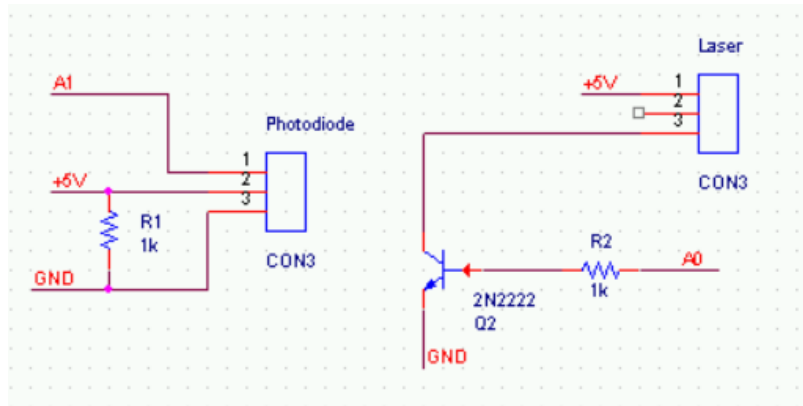 A1
Photodiode
1
2
3
+5V
R1
1k
GND
CON3
Laser
+5V
1
2
3
CON3
R2
1k
A0
2N2222
Q2
GND